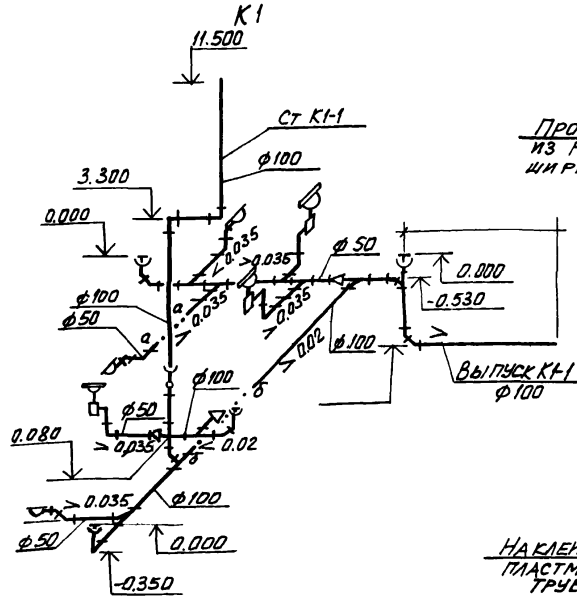 К1
11.500
Ст К1-1
ф100
3.300
0.000
0.035
> 0.035
ф50
0.000
-0.530
ф100
а
а
> 0.035
> 0.035
ф50
> 0.02
ф100
>
Выпуск К1-1
ф100
б
ф100
ф50
> 0.035
< 0.02
б
0.080
> 0.035
ф100
ф50
0.000
-0.350
Про
из
шир
Наклей
пластм
труб